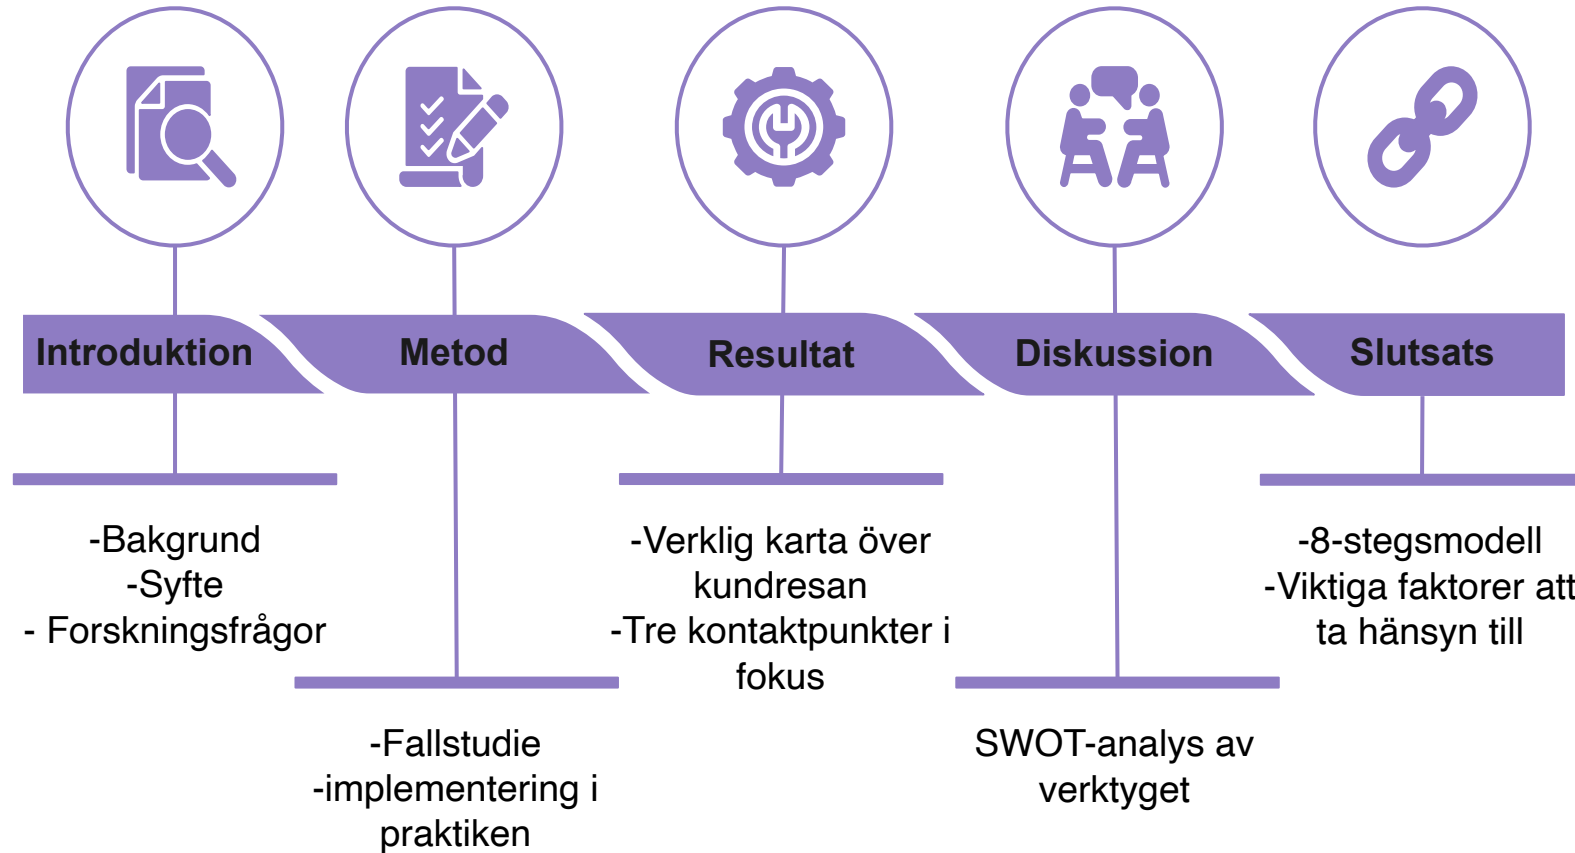 Introduktion
Metod
Resultat
Diskussion
Slutsats
-Bakgrund
-Syfte
- Forskningsfrågor
-Fallstudie
-implementering i
praktiken
-Verklig karta över
kundresan
-Tre kontaktpunkter i
fokus
SWOT-analys av
verktyget
-8-stegsmodell
-Viktiga faktorer att
ta hänsyn till